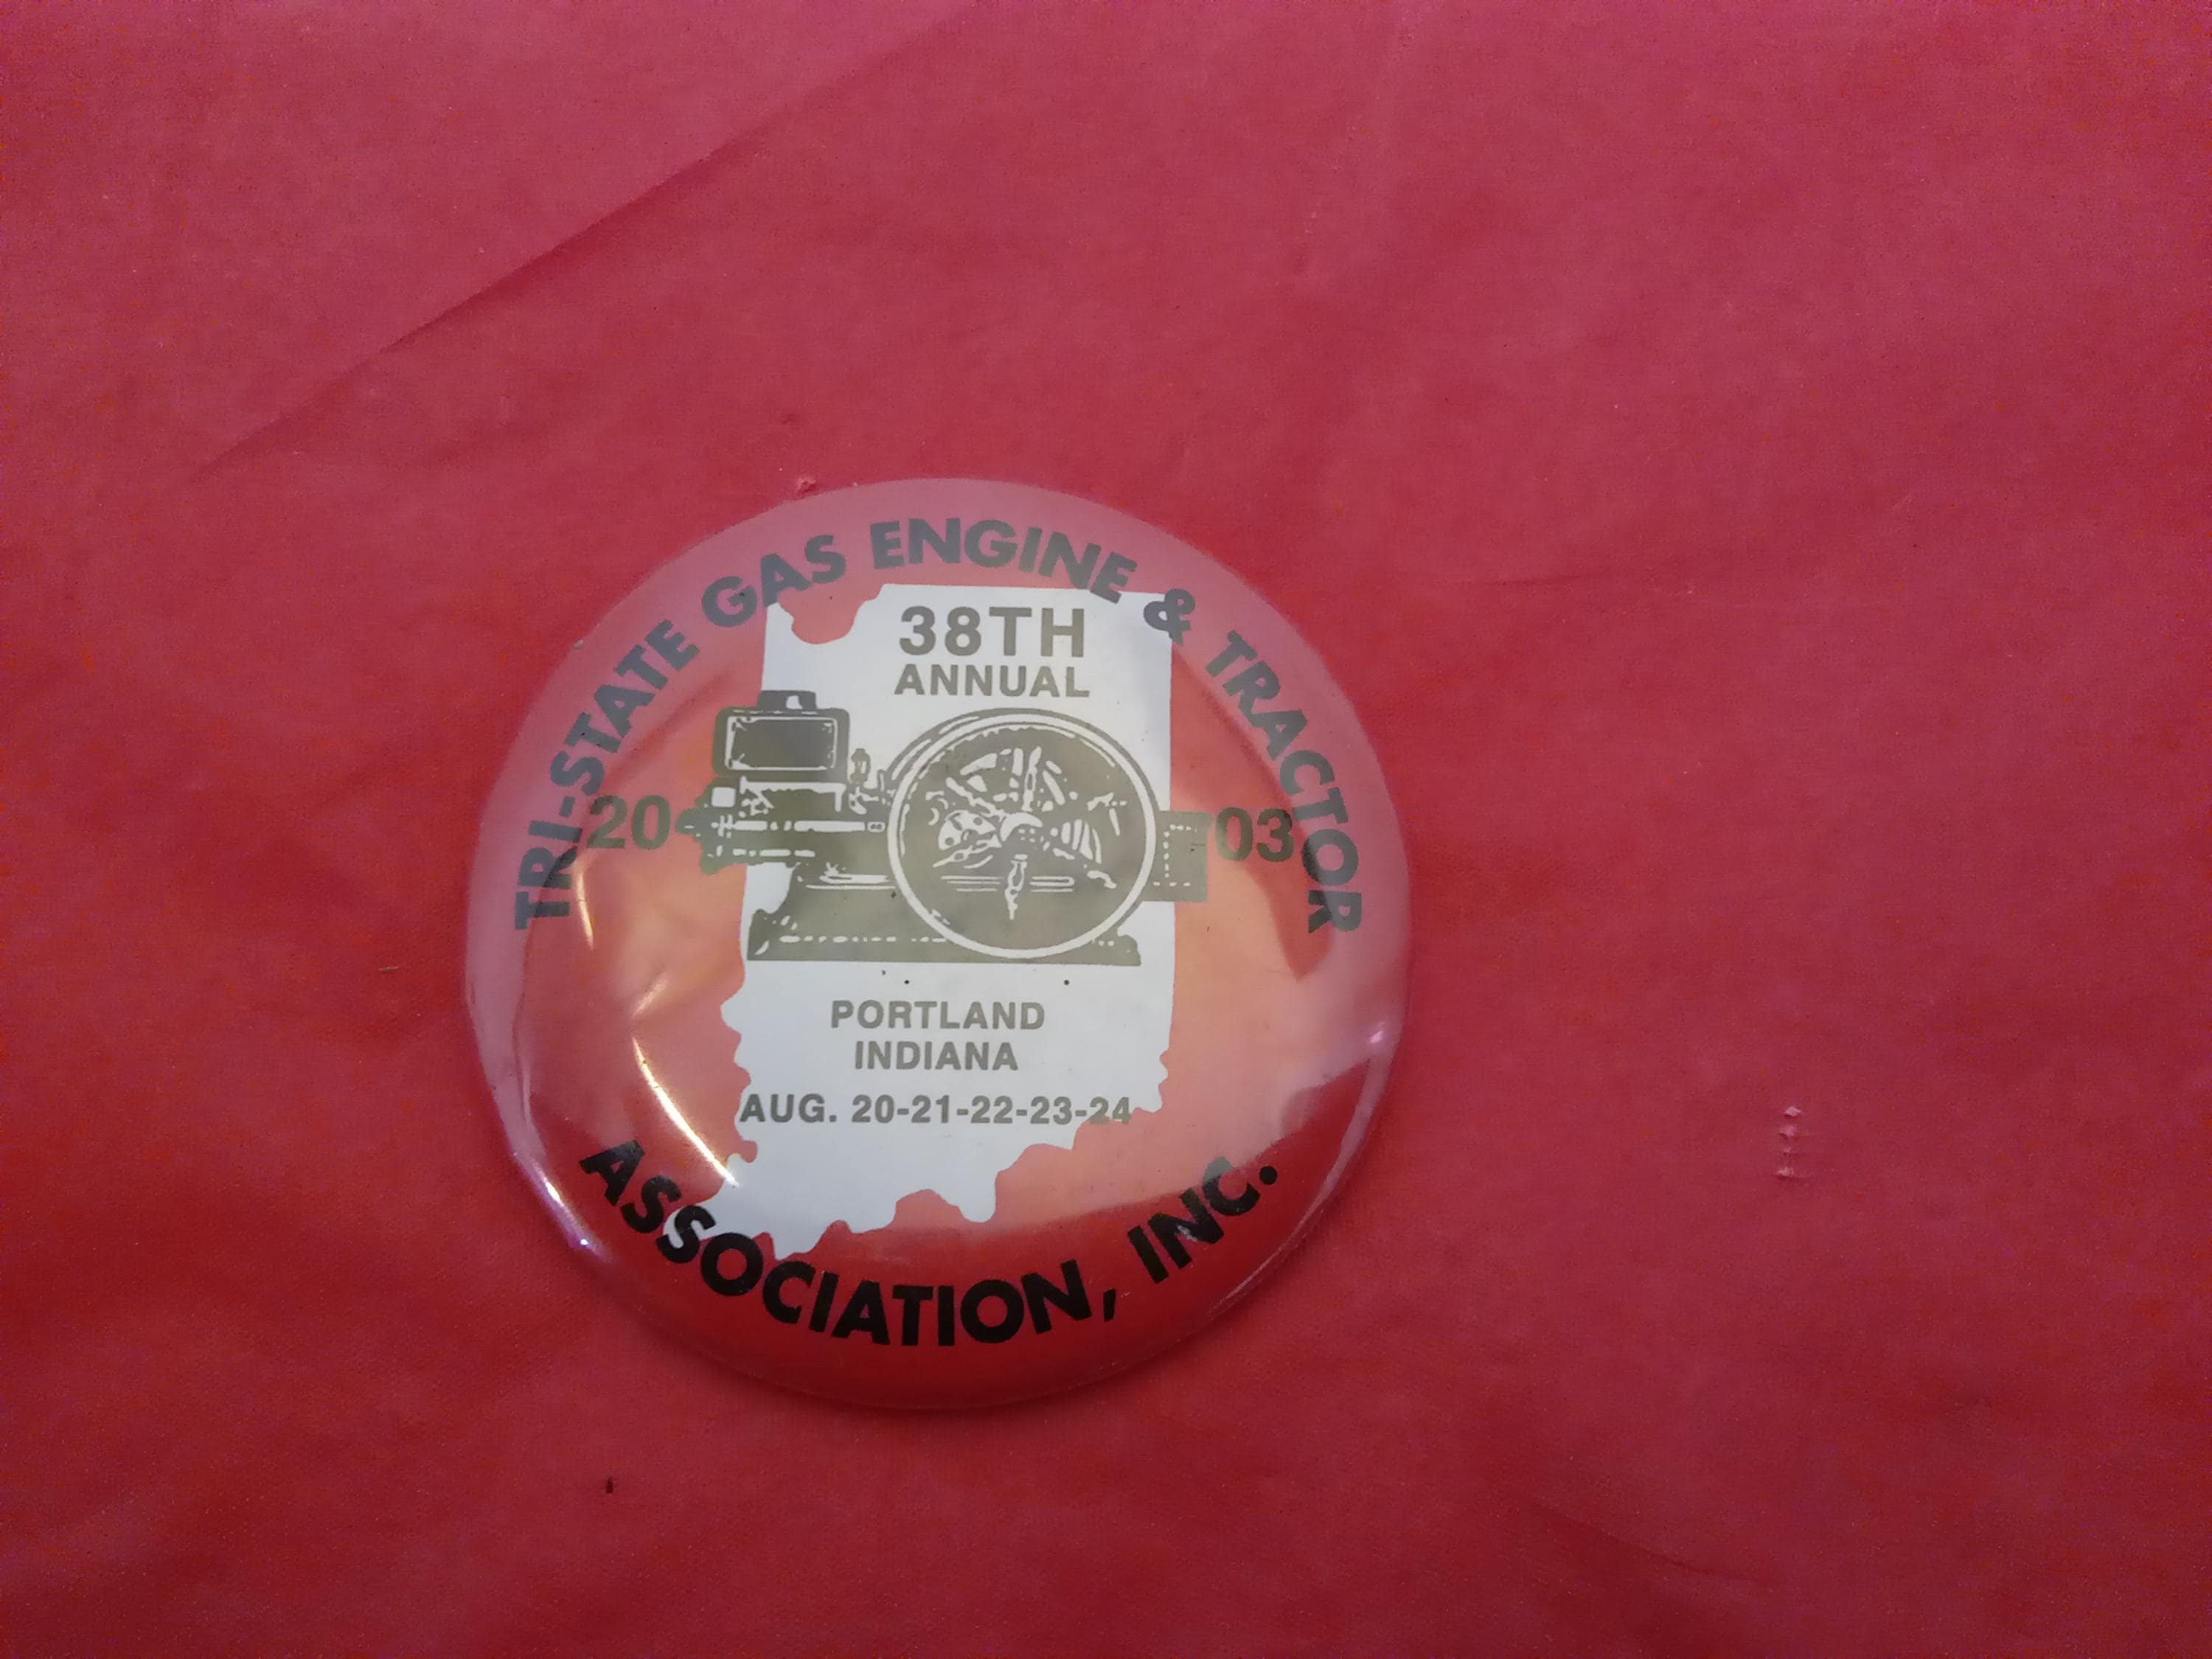 TRI-STATE GAS ENGINE & TRACTOR
38TH
ANNUAL
20 03
PORTLAND
INDIANA
AUG. 20-21-22-23-24
ASSOCIATION, INC.